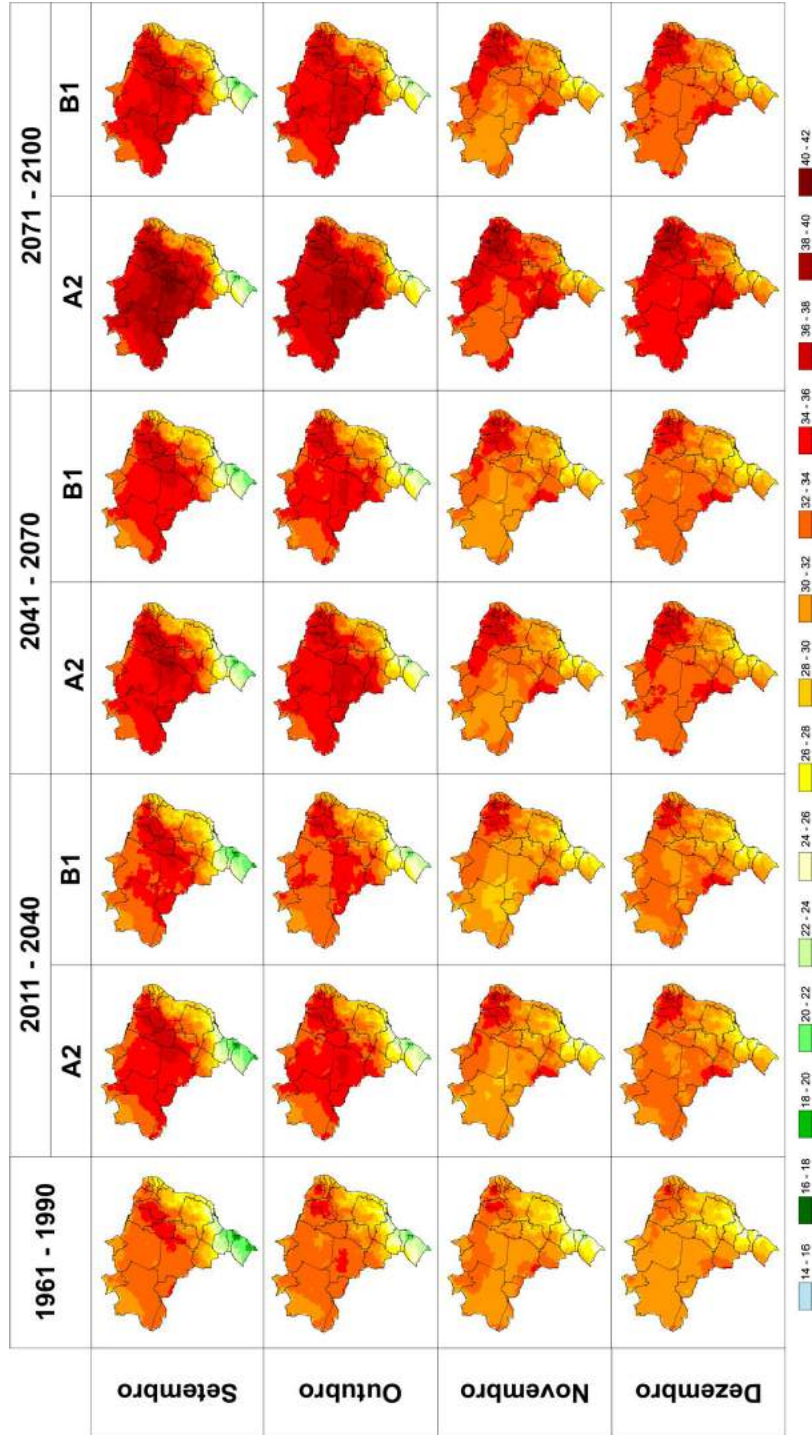 1961 - 1990
2011 - 2040
2041 - 2070
2071 - 2100
A2
B1
A2
B1
A2
B1
Setembro
Outubro
Novembro
Dezembro
14 - 16
16 - 18
18 - 20
20 - 22
22 - 24
24 - 26
26 - 28
28 - 30
30 - 32
32 - 34
34 - 36
36 - 38
38 - 40
40 - 42